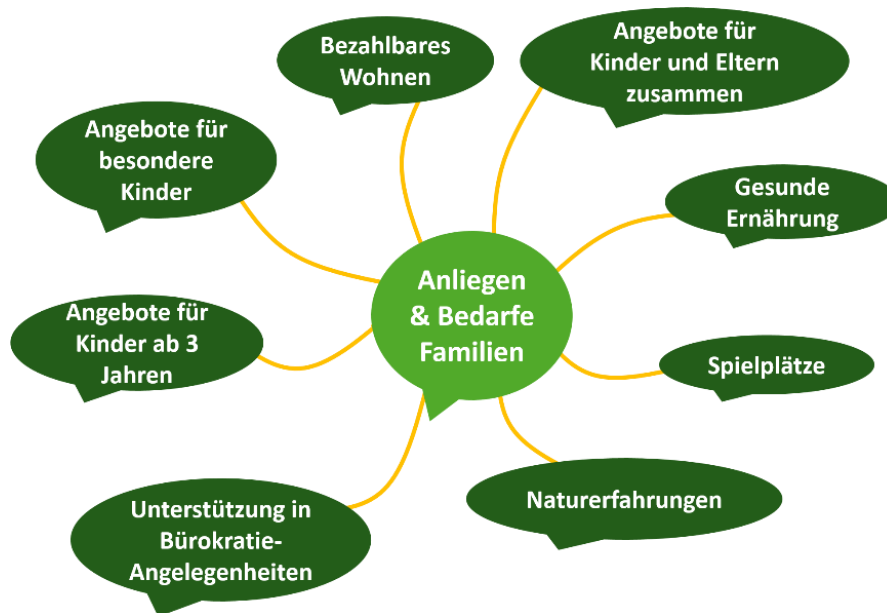 Bezahlbares
Wohnen
Angebote für
Kinder und Eltern
zusammen
Angebote für
besondere
Kinder
Gesunde
Ernährung
Anliegen
& Bedarfe
Familien
Angebote für
Kinder ab 3
Jahren
Spielplätze
Unterstützung in
Bürokratie-
Angelegenheiten
Naturerfahrungen